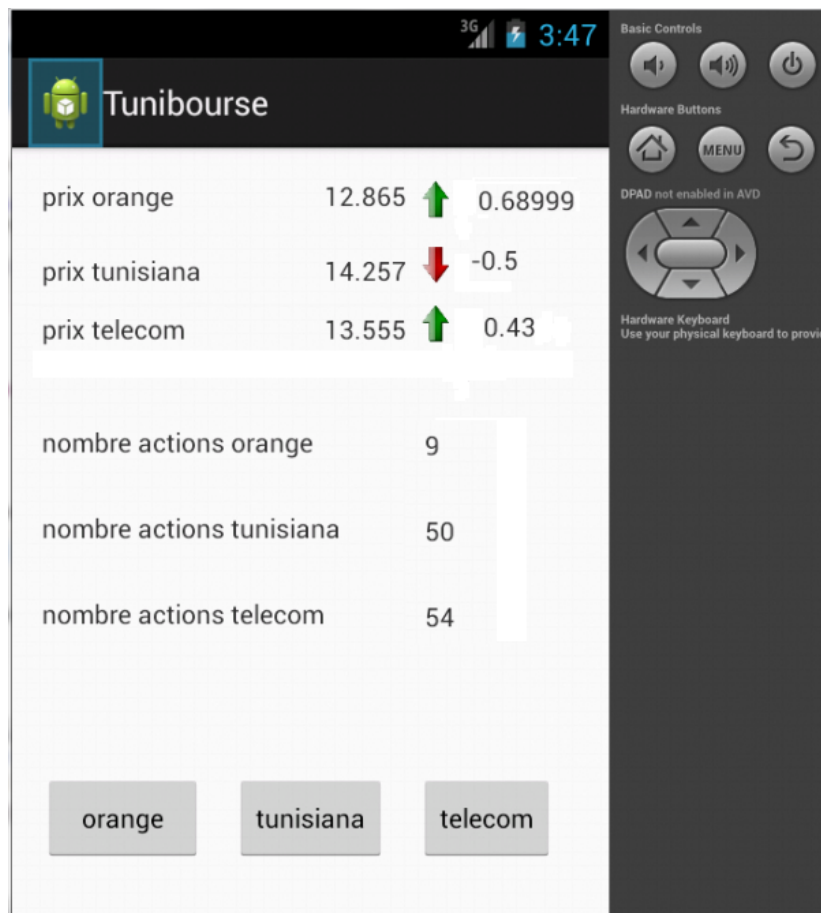 3G 3:47
Tunibourse
prix orange 12.865 0.68999
prix tunisiana 14.257 -0.5
prix telecom 13.555 0.43
nombre actions orange 9
nombre actions tunisiana 50
nombre actions telecom 54
orange tunisiana telecom
Basic Controls
Hardware Buttons
MENU
DPAD not enabled in AVD
Hardware Keyboard
Use your physical keyboard to provi